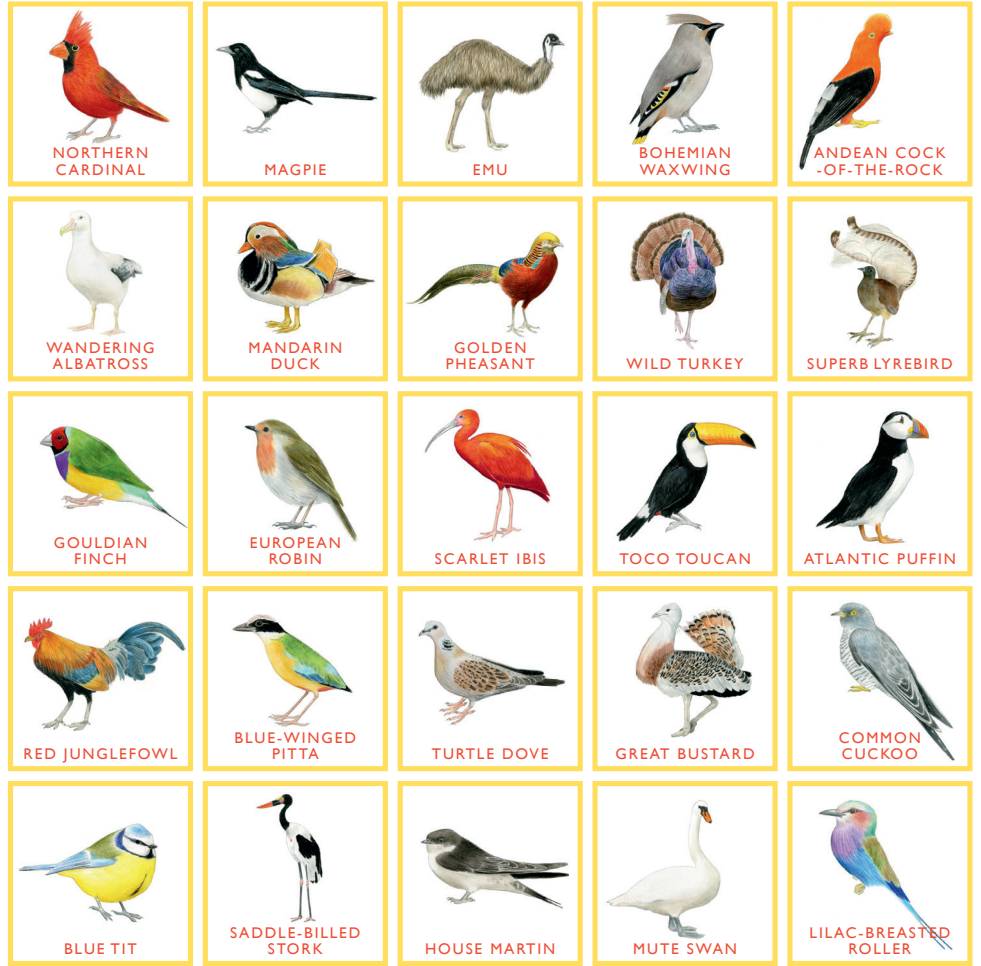 NORTHERN
CARDINAL
MAGPIE
EMU
BOHEMIAN
WAXWING
ANDEAN COCK
-OF-THE-ROCK
WANDERING
ALBATROSS
MANDARIN
DUCK
GOLDEN
PHEASANT
WILD TURKEY
SUPERB LYREBIRD
GOULDIAN
FINCH
EUROPEAN
ROBIN
SCARLET IBIS
TOCO TOUCAN
ATLANTIC PUFFIN
RED JUNGLEFOWL
BLUE-WINGED
PITTA
TURTLE DOVE
GREAT BUSTARD
COMMON
CUCKOO
BLUE TIT
SADDLE-BILLED
STORK
HOUSE MARTIN
MUTE SWAN
LILAC-BREASTED
ROLLER